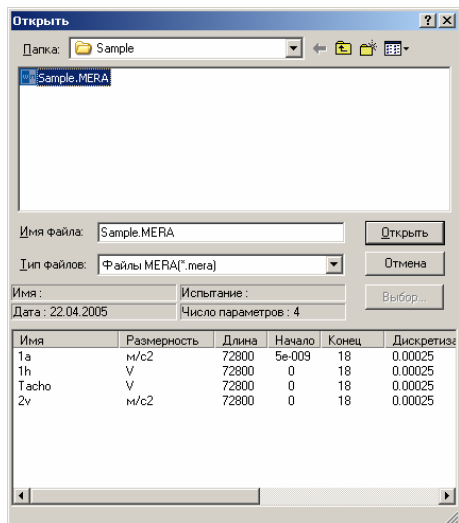 Открыть
Папка: Sample
Sample.MERA
Имя файла: Sample.MERA Открыть
Тип файлов: Файлы MERA(*.mera) Отмена
Имя : Испытание : Выбор...
Дата : 22.04.2005 Число параметров : 4
Имя Размерность Длина Начало Конец Дискретиза
1a м/с2 72800 5e-009 18 0.00025
1h V 72800 0 18 0.00025
Tacho V 72800 0 18 0.00025
2v м/с2 72800 0 18 0.00025